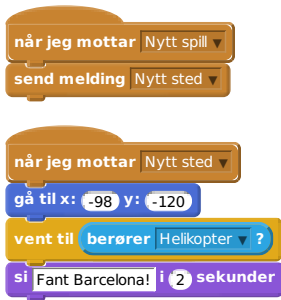 når jeg mottar Nytt spill
send melding Nytt sted
når jeg mottar Nytt sted
gå til x: -98 y: -120
vent til berører Helikopter ?
si Fant Barcelona! i 2 sekunder